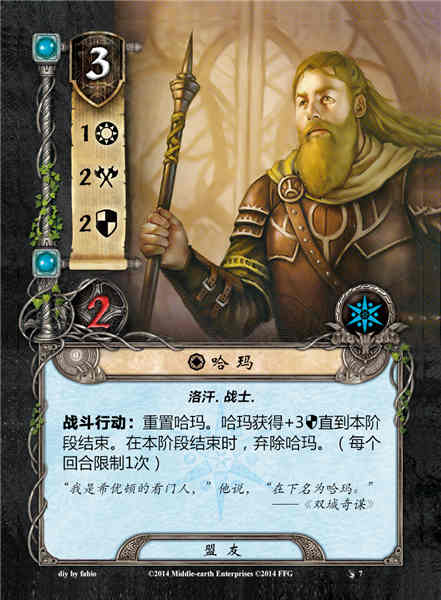 3
1
2
2
2
哈玛
洛汗. 战士.
战斗行动：重置哈玛。哈玛获得+3直到本阶
段结束。在本阶段结束时，弃除哈玛。（每个
回合限制1次）
“我是希优顿的看门人，”他说，“在下名为哈玛。”
——《双城奇谋》
盟友
diy by fabio ©2014 Middle-earth Enterprises ©2014 FFG 7